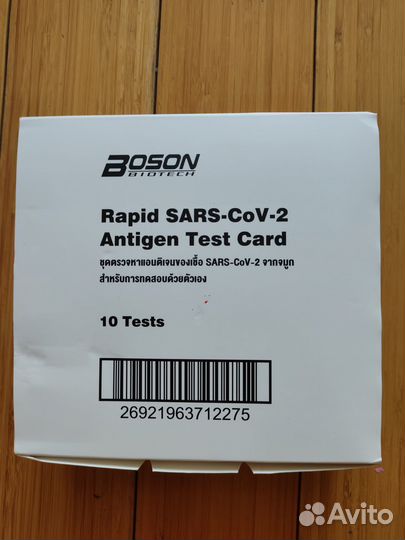 BOSON
BIOTECH
Rapid SARS-CoV-2
Antigen Test Card
ชุดตรวจหาแอนติเจนของเชื้อ SARS-CoV-2 จากจมูก
สำหรับการทดสอบด้วยตัวเอง
10 Tests
26921963712275
Avito